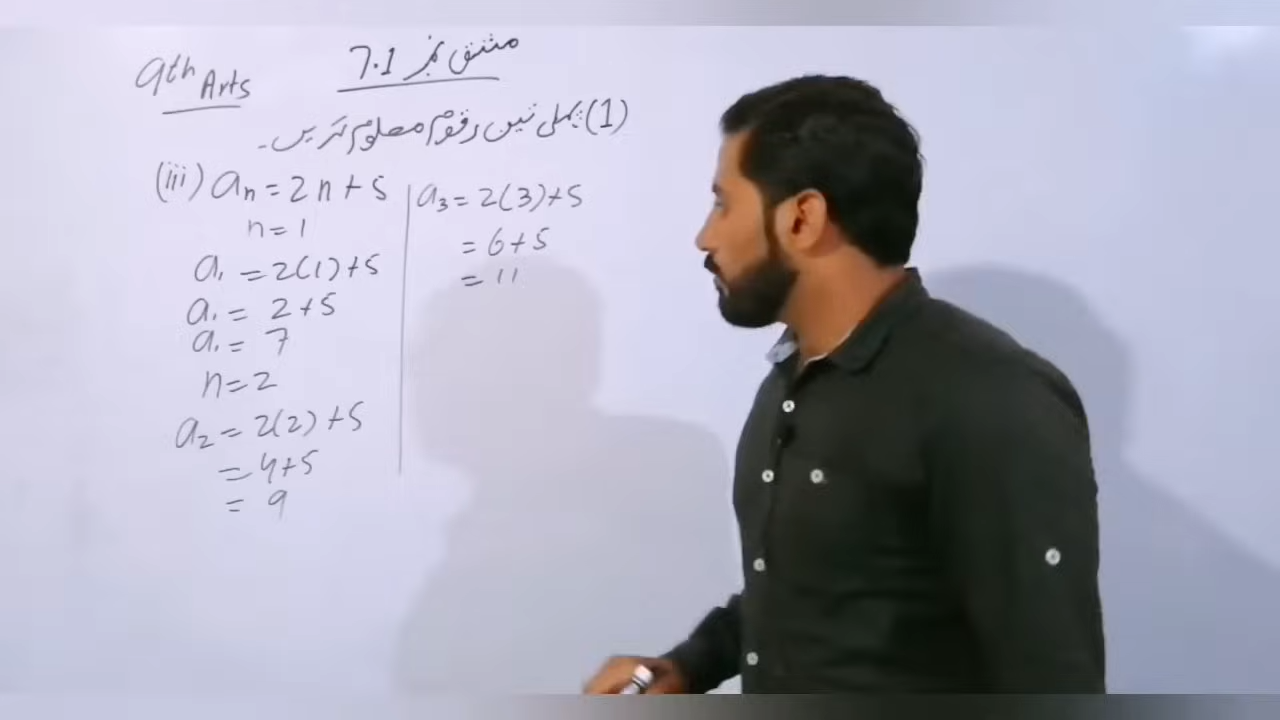 9th Arts
مشق نمبر 7.1
(1) پہلی تین رقوم معلوم کریں۔
(iii) aₙ = 2n + 5
n = 1
a₁ = 2(1) + 5
a₁ = 2 + 5
a₁ = 7
n = 2
a₂ = 2(2) + 5
= 4 + 5
= 9
a₃ = 2(3) + 5
= 6 + 5
= 11